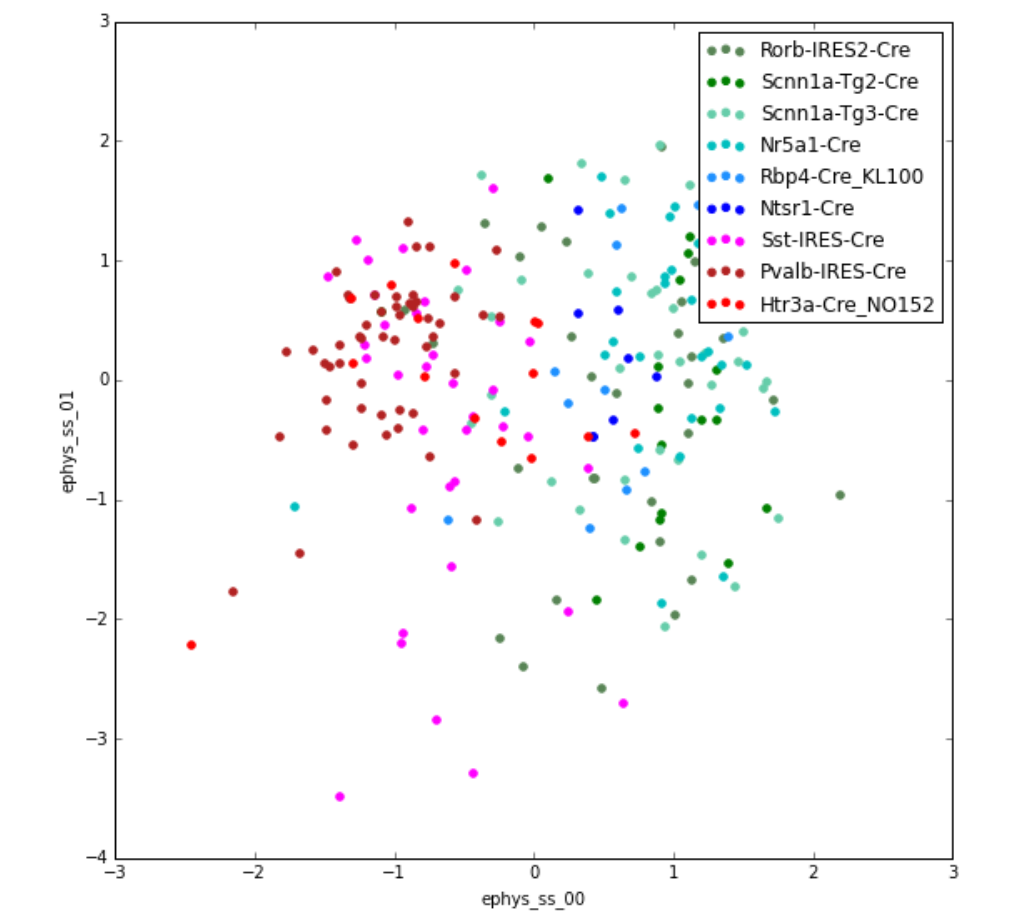 3
2
1
0
−1
−2
−3
−4
ephys_ss_01
Rorb-IRES2-Cre
Scnn1a-Tg2-Cre
Scnn1a-Tg3-Cre
Nr5a1-Cre
Rbp4-Cre_KL100
Ntsr1-Cre
Sst-IRES-Cre
Pvalb-IRES-Cre
Htr3a-Cre_NO152
−3 −2 −1 0 1 2 3
ephys_ss_00